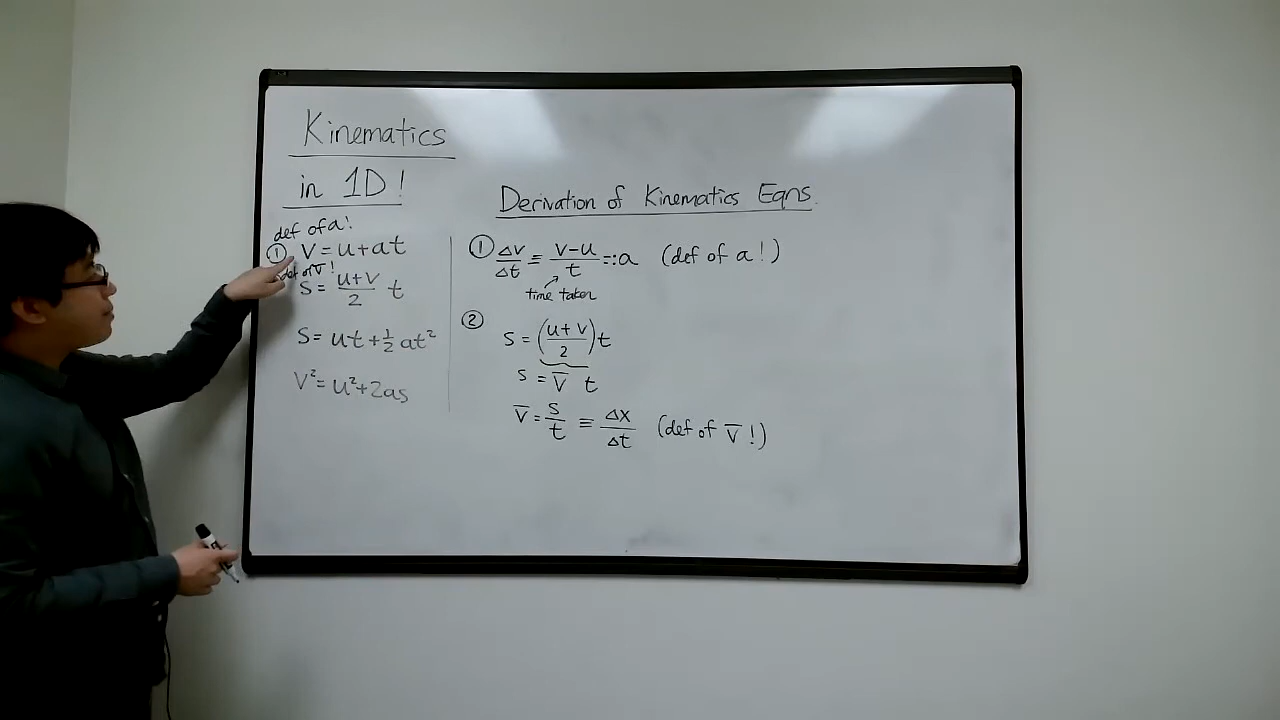 Kinematics
in 1D!
def of a!
① v = u + at
def of v̄!
s = (u+v)/2 t
s = ut + ½ at²
v² = u² + 2as
Derivation of Kinematics Eqns.
① Δv/Δt ≡ (v-u)/t =: a (def of a!)
time taken
②
s = ((u+v)/2) t
s = v̄ t
v̄ = s/t ≡ Δx/Δt (def of v̄!)